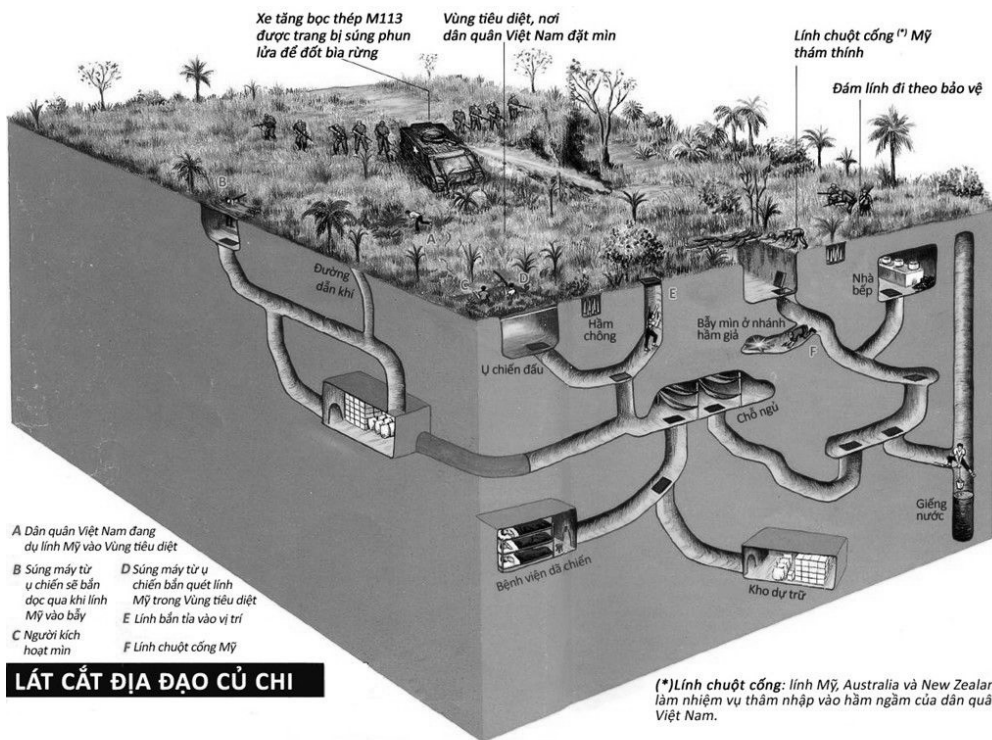 Xe tăng bọc thép M113
được trang bị súng phun
lửa để đốt bìa rừng
Vùng tiêu diệt, nơi
dân quân Việt Nam đặt mìn
Lính chuột cống (*) Mỹ
thám thính
Đám lính đi theo bảo vệ
B
A
C
D
E
Đường
dẫn khí
Hầm
chông
Ụ chiến đấu
Bẫy mìn ở nhánh
hầm giả
F
Nhà
bếp
Chỗ ngủ
Giếng
nước
Bệnh viện dã chiến
Kho dự trữ
A Dân quân Việt Nam đang
dụ lính Mỹ vào Vùng tiêu diệt
B Súng máy từ
ụ chiến sẽ bắn
dọc qua khi lính
Mỹ vào bẫy
C Người kích
hoạt mìn
D Súng máy từ ụ
chiến bắn quét lính
Mỹ trong Vùng tiêu diệt
E Lính bắn tỉa vào vị trí
F Lính chuột cống Mỹ
LÁT CẮT ĐỊA ĐẠO CỦ CHI
(*)Lính chuột cống: lính Mỹ, Australia và New Zealan
làm nhiệm vụ thâm nhập vào hầm ngầm của dân quâ
Việt Nam.